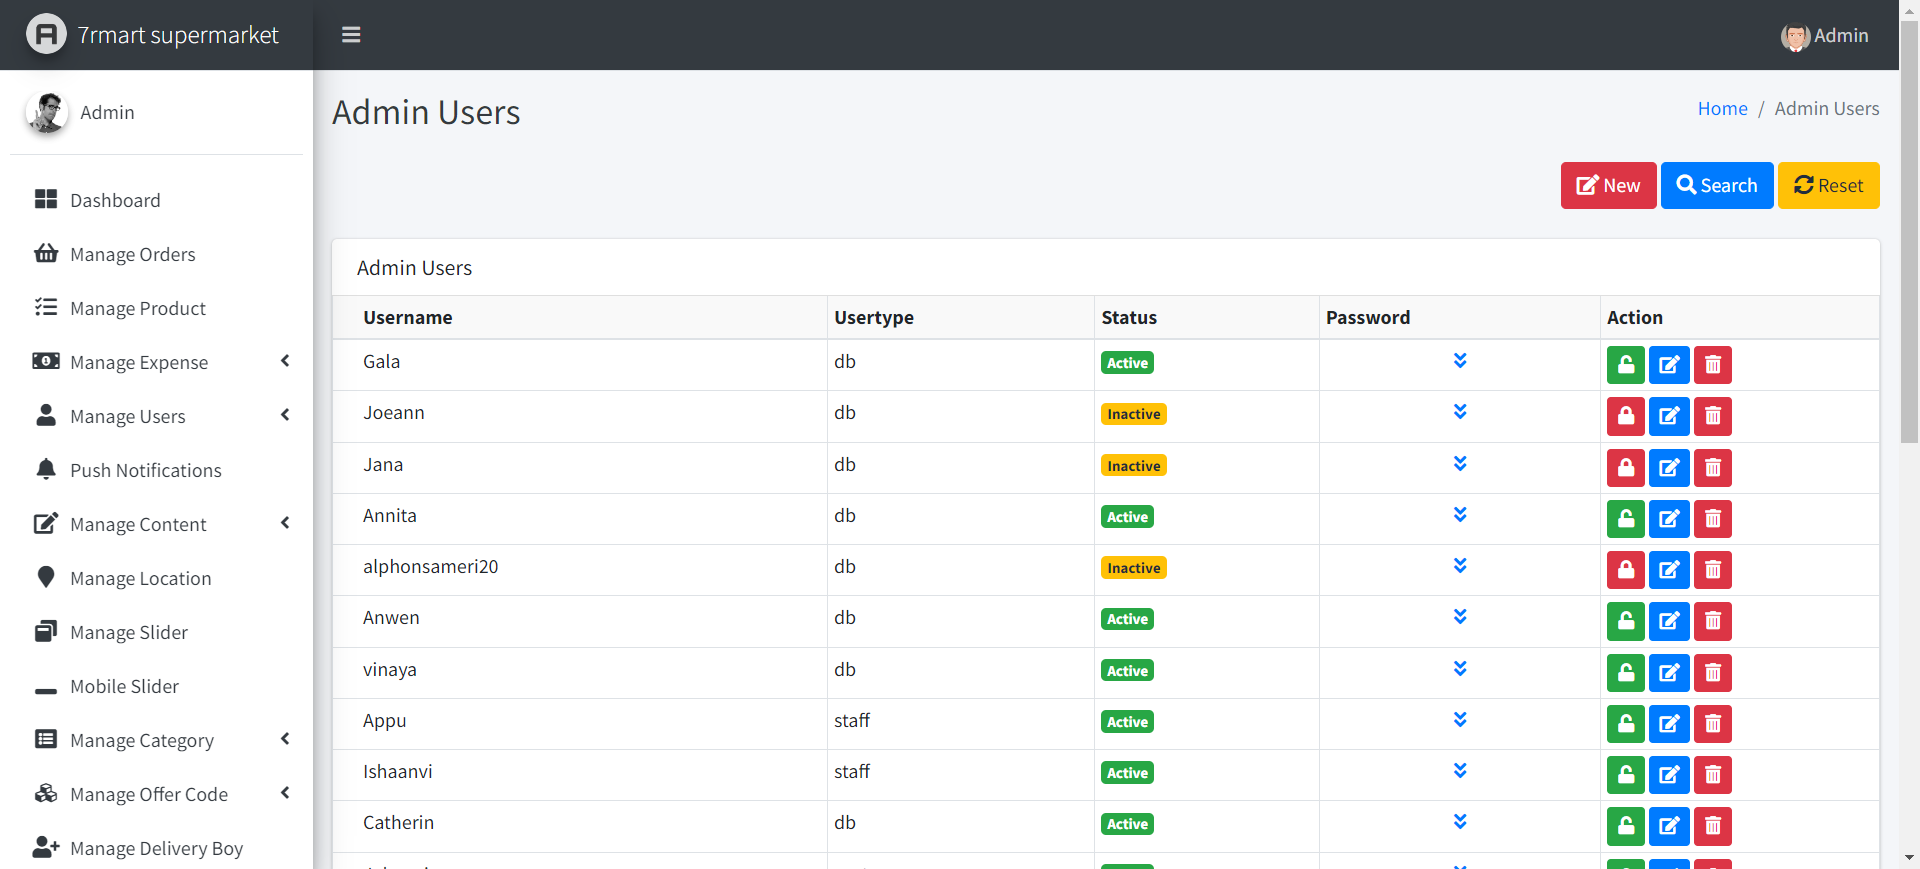 7rmart supermarket
Admin
Admin
Admin Users
Home / Admin Users
New Search Reset
Dashboard
Manage Orders
Manage Product
Manage Expense
Manage Users
Push Notifications
Manage Content
Manage Location
Manage Slider
Mobile Slider
Manage Category
Manage Offer Code
Manage Delivery Boy
Admin Users
Username Usertype Status Password Action
Gala db Active
Joeann db Inactive
Jana db Inactive
Annita db Active
alphonsameri20 db Inactive
Anwen db Active
vinaya db Active
Appu staff Active
Ishaanvi staff Active
Catherin db Active